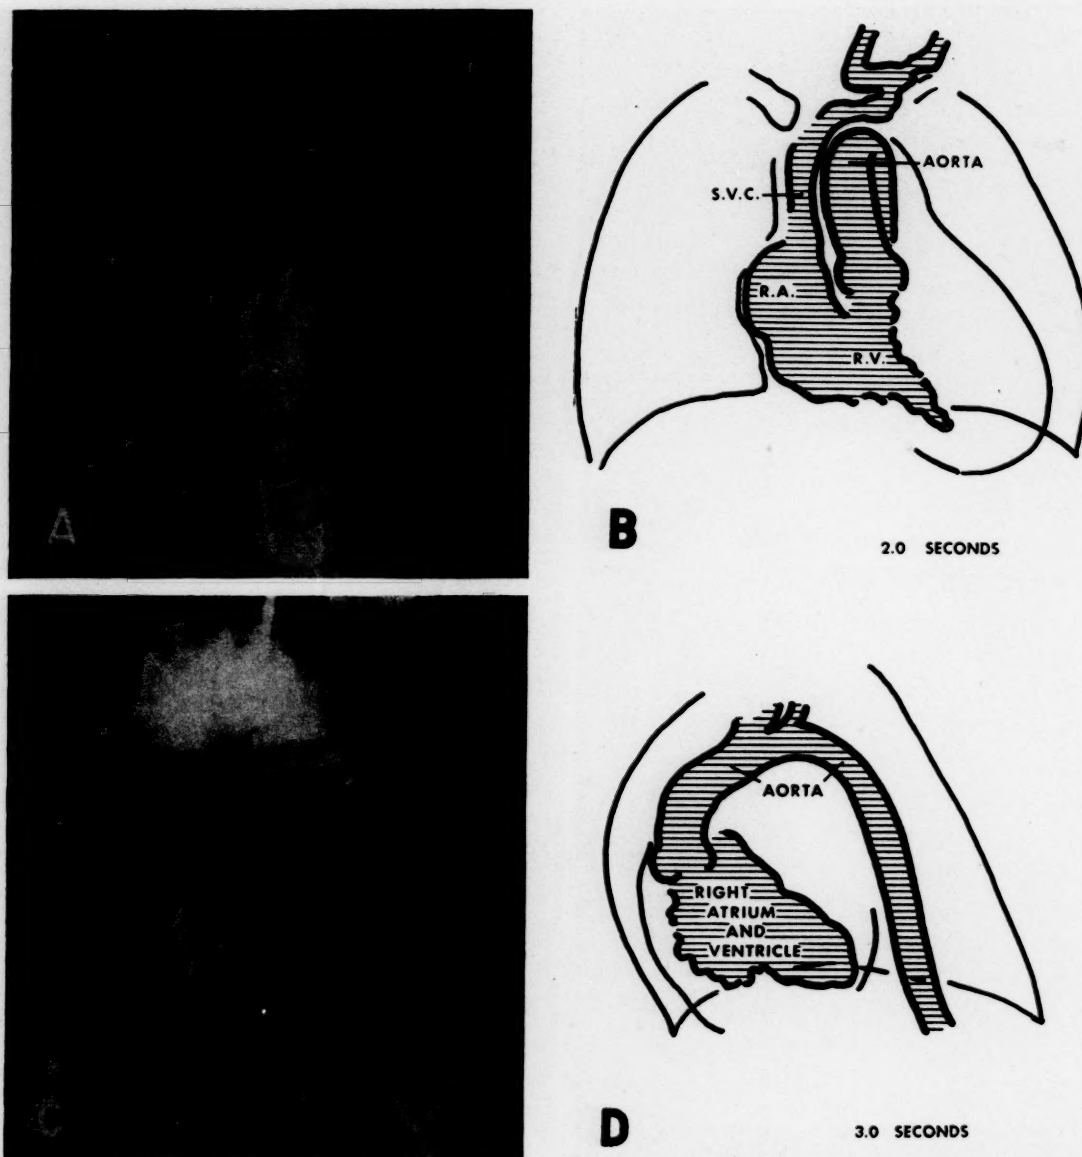 A
AORTA
S.V.C.
R.A.
R.V.
B
2.0 SECONDS
C
AORTA
RIGHT
ATRIUM
AND
VENTRICLE
D
3.0 SECONDS